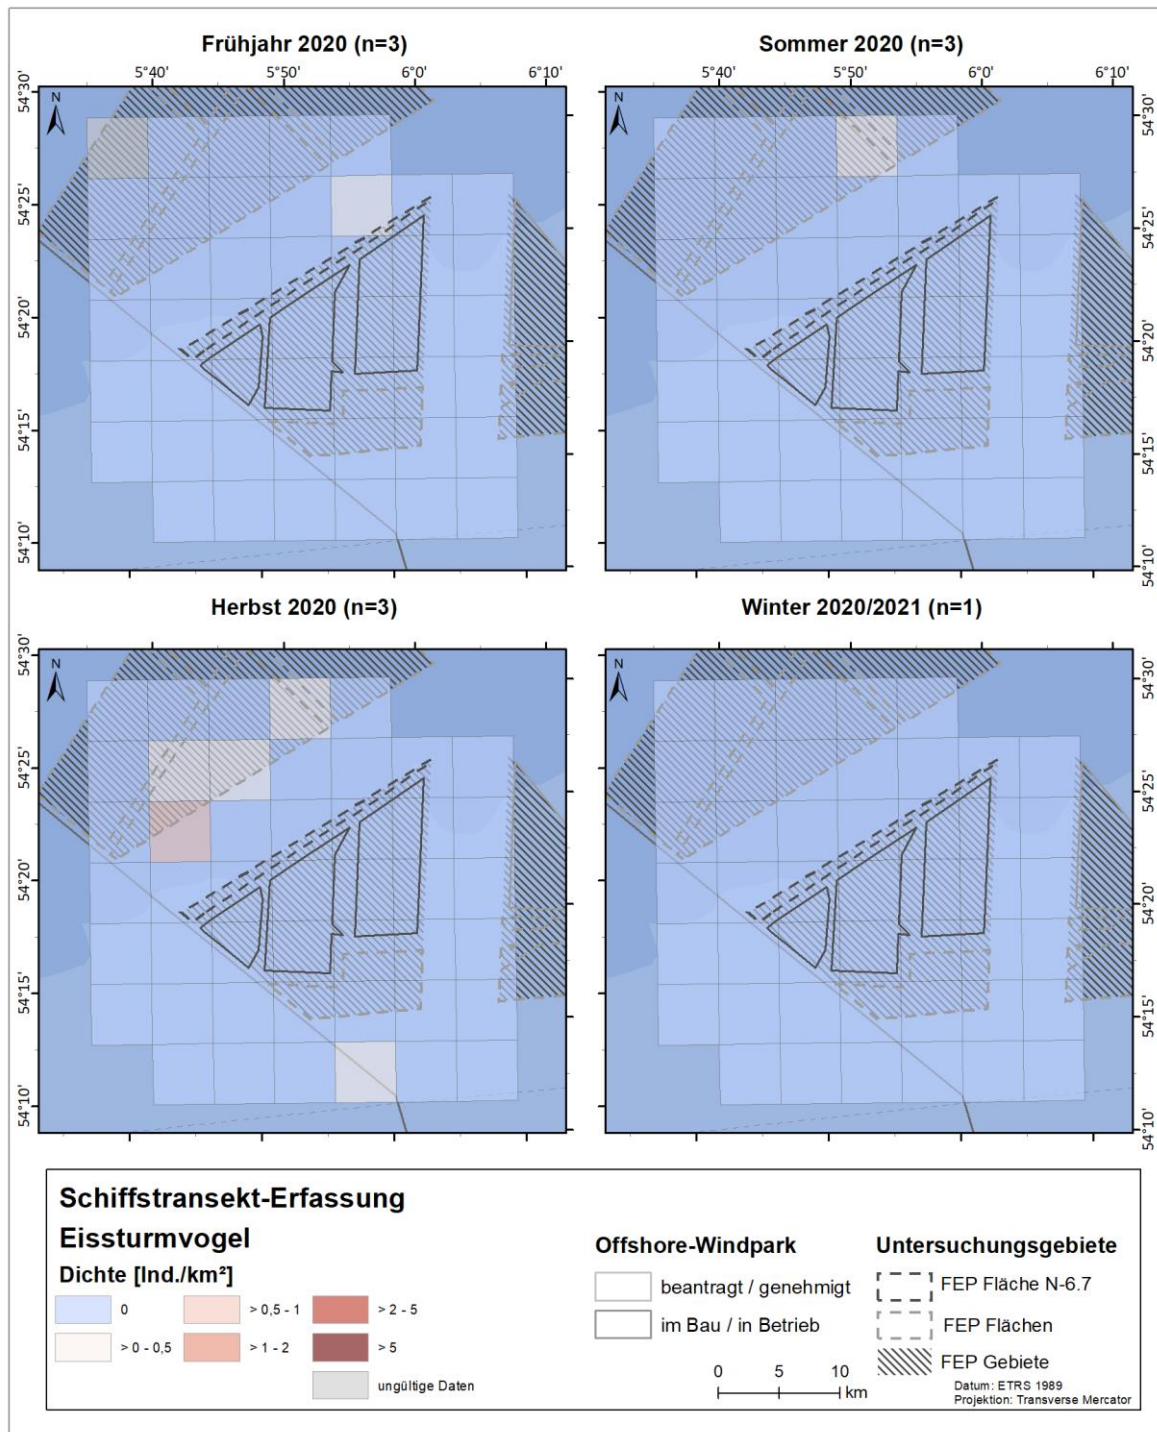 Frühjahr 2020 (n=3)
Sommer 2020 (n=3)
5°40' 5°50' 6°0' 6°10'
5°40' 5°50' 6°0' 6°10'
N
N
54°30'
54°25'
54°20'
54°15'
54°10'
54°30'
54°25'
54°20'
54°15'
54°10'
Herbst 2020 (n=3)
Winter 2020/2021 (n=1)
N
N
54°30'
54°25'
54°20'
54°15'
54°10'
54°30'
54°25'
54°20'
54°15'
54°10'
Schiffstransekt-Erfassung
Eissturmvogel
Dichte [Ind./km²]
0
> 0 - 0,5
> 0,5 - 1
> 1 - 2
> 2 - 5
> 5
ungültige Daten
Offshore-Windpark
beantragt / genehmigt
im Bau / in Betrieb
0 5 10
km
Untersuchungsgebiete
FEP Fläche N-6.7
FEP Flächen
FEP Gebiete
Datum: ETRS 1989
Projektion: Transverse Mercator